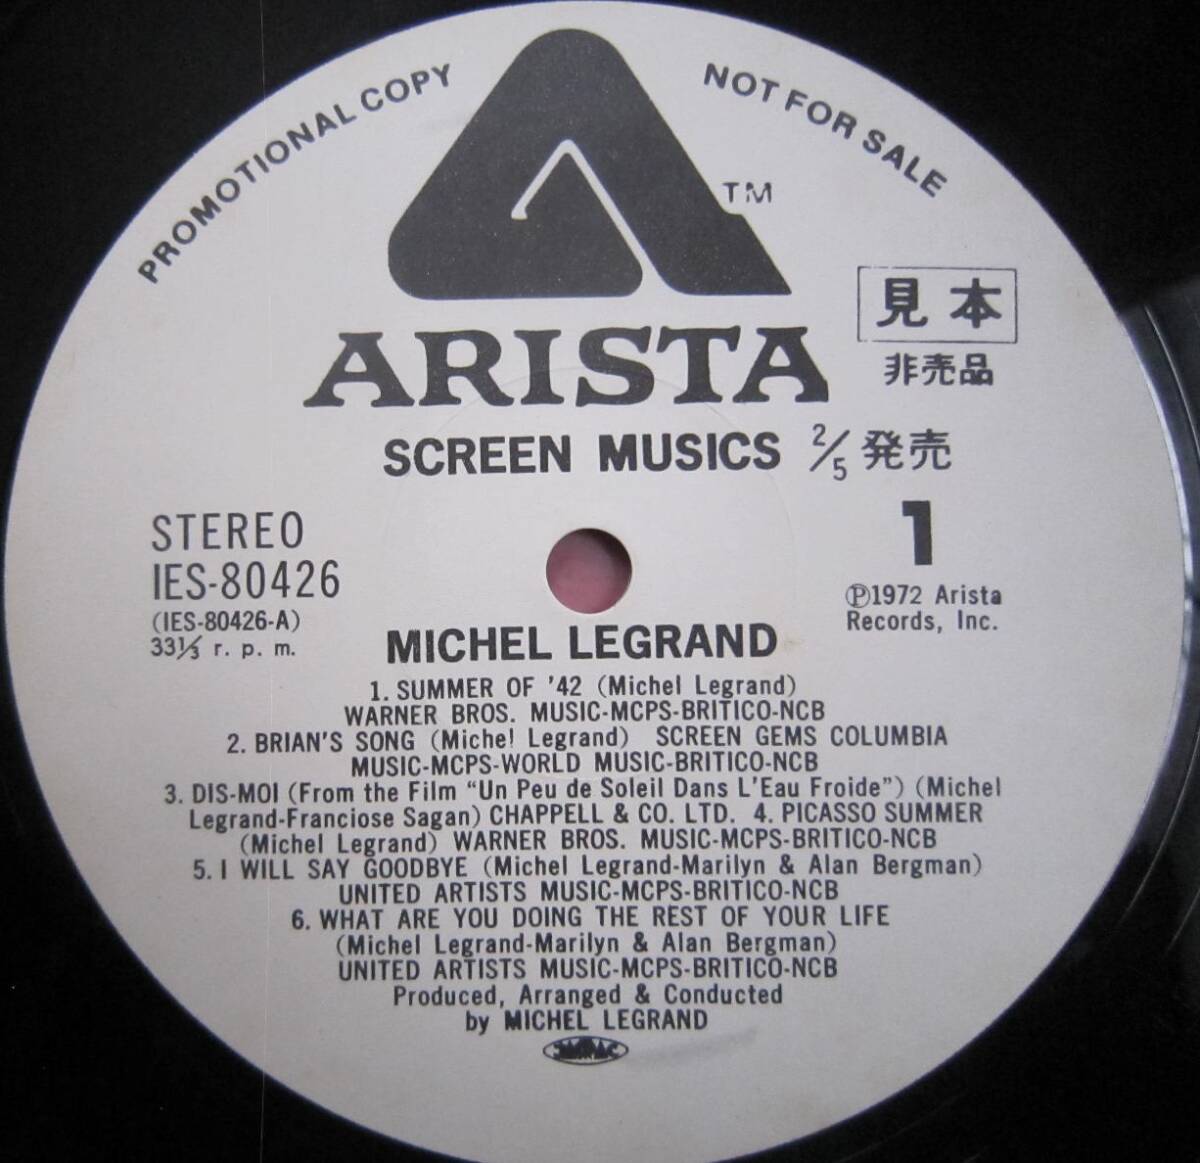 PROMOTIONAL COPY
NOT FOR SALE
TM
ARISTA
見本
非売品
SCREEN MUSICS 2/5 発売
STEREO
IES-80426
(IES-80426-A)
33⅓ r. p. m.
1
Ⓟ1972 Arista
Records, Inc.
MICHEL LEGRAND
1. SUMMER OF '42 (Michel Legrand)
WARNER BROS. MUSIC-MCPS-BRITICO-NCB
2. BRIAN'S SONG (Michel Legrand) SCREEN GEMS COLUMBIA
MUSIC-MCPS-WORLD MUSIC-BRITICO-NCB
3. DIS-MOI (From the Film "Un Peu de Soleil Dans L'Eau Froide") (Michel
Legrand-Franciose Sagan) CHAPPELL & CO. LTD. 4. PICASSO SUMMER
(Michel Legrand) WARNER BROS. MUSIC-MCPS-BRITICO-NCB
5. I WILL SAY GOODBYE (Michel Legrand-Marilyn & Alan Bergman)
UNITED ARTISTS MUSIC-MCPS-BRITICO-NCB
6. WHAT ARE YOU DOING THE REST OF YOUR LIFE
(Michel Legrand-Marilyn & Alan Bergman)
UNITED ARTISTS MUSIC-MCPS-BRITICO-NCB
Produced, Arranged & Conducted
by MICHEL LEGRAND